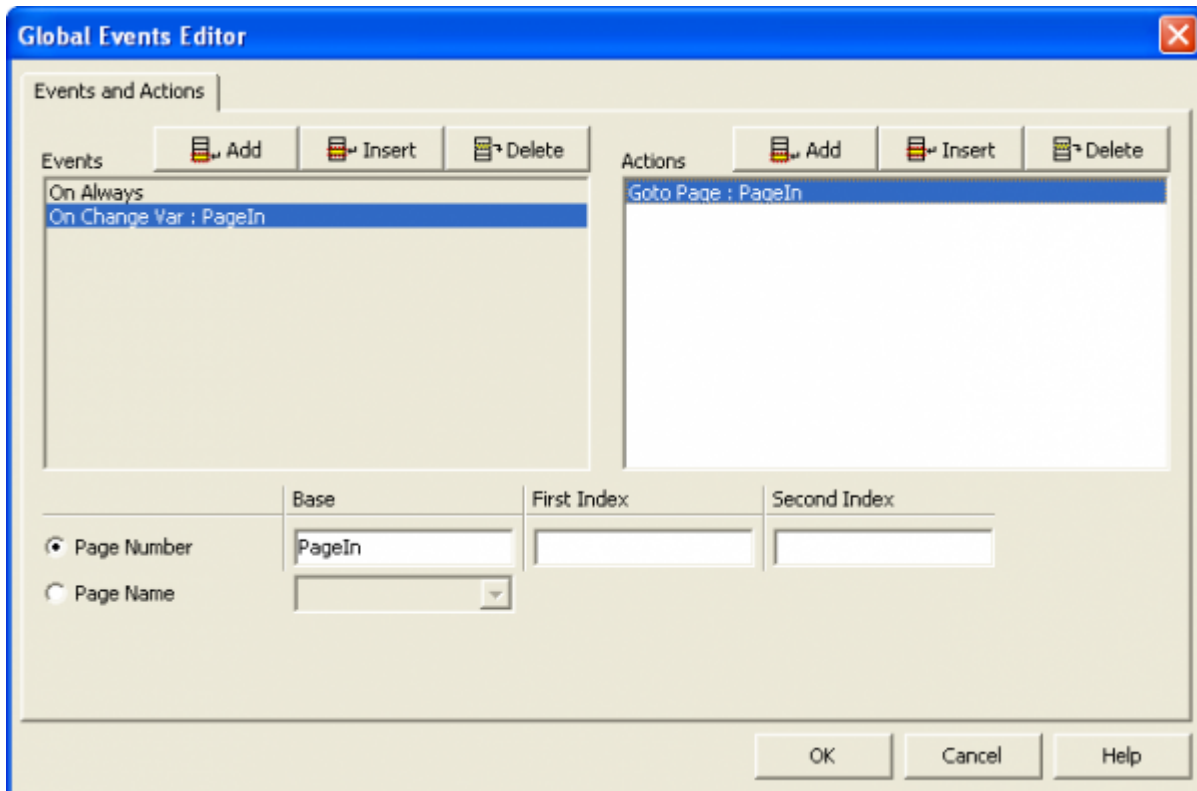 Global Events Editor
Events and Actions
Events Add Insert Delete
On Always
On Change Var : PageIn
Actions Add Insert Delete
Goto Page : PageIn
Base First Index Second Index
Page Number PageIn
Page Name
OK Cancel Help